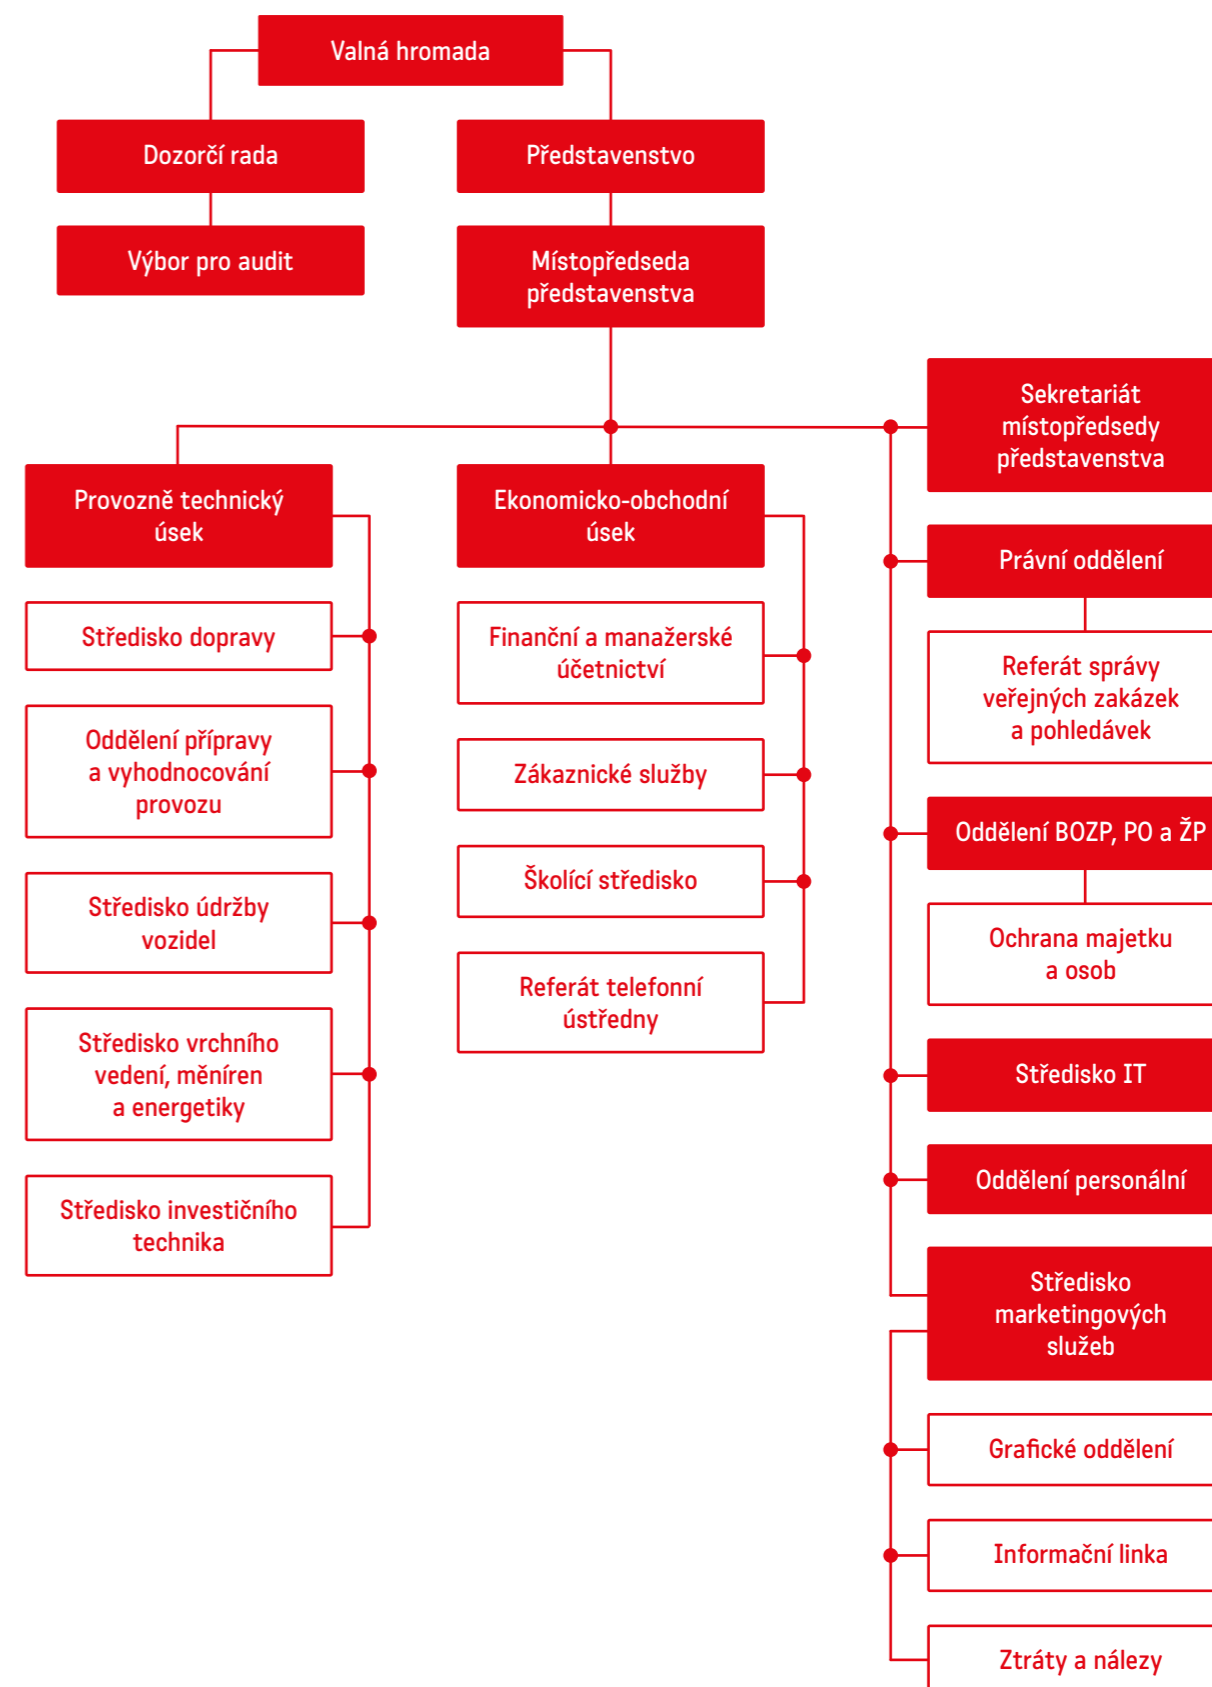 Valná hromada
Dozorčí rada
Představenstvo
Výbor pro audit
Místopředseda
představenstva
Sekretariát
místopředsedy
představenstva
Provozně technický
úsek
Středisko dopravy
Oddělení přípravy
a vyhodnocování
provozu
Středisko údržby
vozidel
Středisko vrchního
vedení, měníren
a energetiky
Středisko investičního
technika
Ekonomicko-obchodní
úsek
Finanční a manažerské
účetnictví
Zákaznické služby
Školící středisko
Referát telefonní
ústředny
Právní oddělení
Referát správy
veřejných zakázek
a pohledávek
Oddělení BOZP, PO a ŽP
Ochrana majetku
a osob
Středisko IT
Oddělení personální
Středisko
marketingových
služeb
Grafické oddělení
Informační linka
Ztráty a nálezy